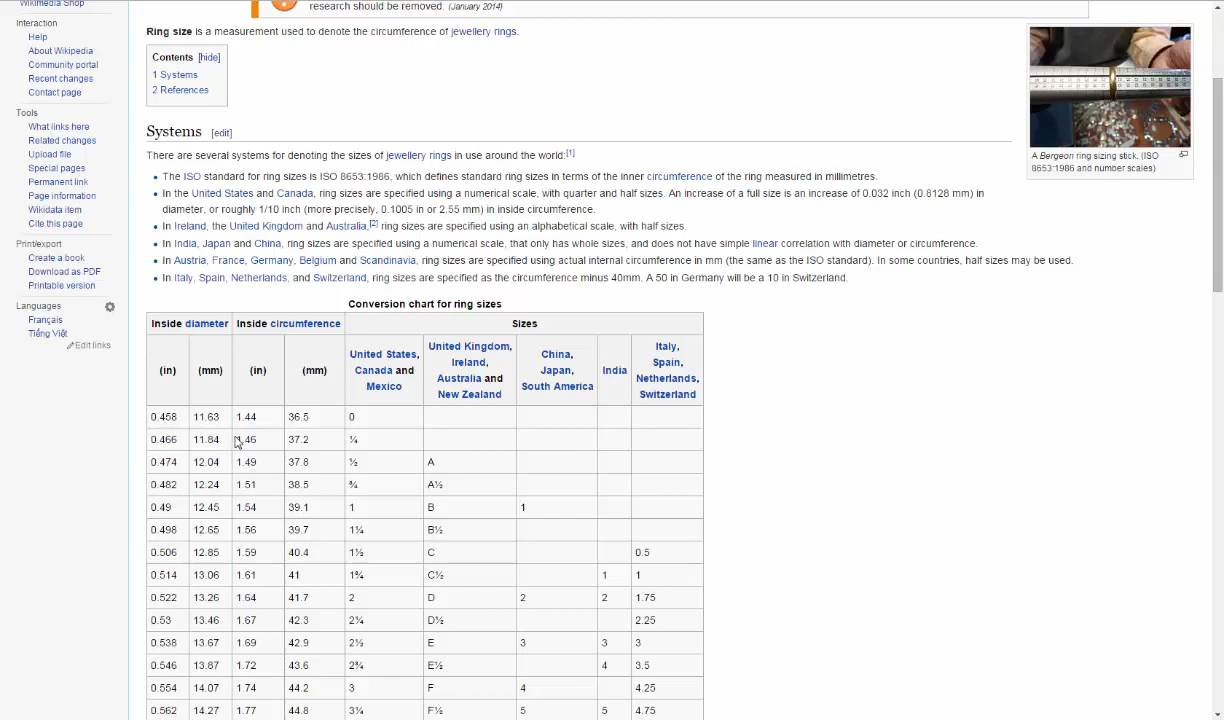 Wikimedia Shop
Interaction
Help
About Wikipedia
Community portal
Recent changes
Contact page
Tools
What links here
Related changes
Upload file
Special pages
Permanent link
Page information
Wikidata item
Cite this page
Print/export
Create a book
Download as PDF
Printable version
Languages
Français
Tiếng Việt
Edit links
research should be removed. (January 2014)
Ring size is a measurement used to denote the circumference of jewellery rings.
Contents [hide]
1 Systems
2 References
Systems [edit]
There are several systems for denoting the sizes of jewellery rings in use around the world:[1]
The ISO standard for ring sizes is ISO 8653:1986, which defines standard ring sizes in terms of the inner circumference of the ring measured in millimetres.
In the United States and Canada, ring sizes are specified using a numerical scale, with quarter and half sizes. An increase of a full size is an increase of 0.032 inch (0.8128 mm) in
diameter, or roughly 1/10 inch (more precisely, 0.1005 in or 2.55 mm) in inside circumference.
In Ireland, the United Kingdom and Australia,[2] ring sizes are specified using an alphabetical scale, with half sizes.
In India, Japan and China, ring sizes are specified using a numerical scale, that only has whole sizes, and does not have simple linear correlation with diameter or circumference.
In Austria, France, Germany, Belgium and Scandinavia, ring sizes are specified using actual internal circumference in mm (the same as the ISO standard). In some countries, half sizes may be used.
In Italy, Spain, Netherlands, and Switzerland, ring sizes are specified as the circumference minus 40mm. A 50 in Germany will be a 10 in Switzerland.
A Bergeon ring sizing stick. (ISO
8653:1986 and number scales)
Conversion chart for ring sizes
Inside diameter Inside circumference Sizes
(in) (mm) (in) (mm)
United States,
Canada and
Mexico
United Kingdom,
Ireland,
Australia and
New Zealand
China,
Japan,
South America
India
Italy,
Spain,
Netherlands,
Switzerland
0.458 11.63 1.44 36.5 0
0.466 11.84 1.46 37.2 ¼
0.474 12.04 1.49 37.8 ½ A
0.482 12.24 1.51 38.5 ¾ A½
0.49 12.45 1.54 39.1 1 B 1
0.498 12.65 1.56 39.7 1¼ B½
0.506 12.85 1.59 40.4 1½ C 0.5
0.514 13.06 1.61 41 1¾ C½ 1 1
0.522 13.26 1.64 41.7 2 D 2 2 1.75
0.53 13.46 1.67 42.3 2¼ D½ 2.25
0.538 13.67 1.69 42.9 2½ E 3 3 3
0.546 13.87 1.72 43.6 2¾ E½ 4 3.5
0.554 14.07 1.74 44.2 3 F 4 4.25
0.562 14.27 1.77 44.8 3¼ F½ 5 5 4.75